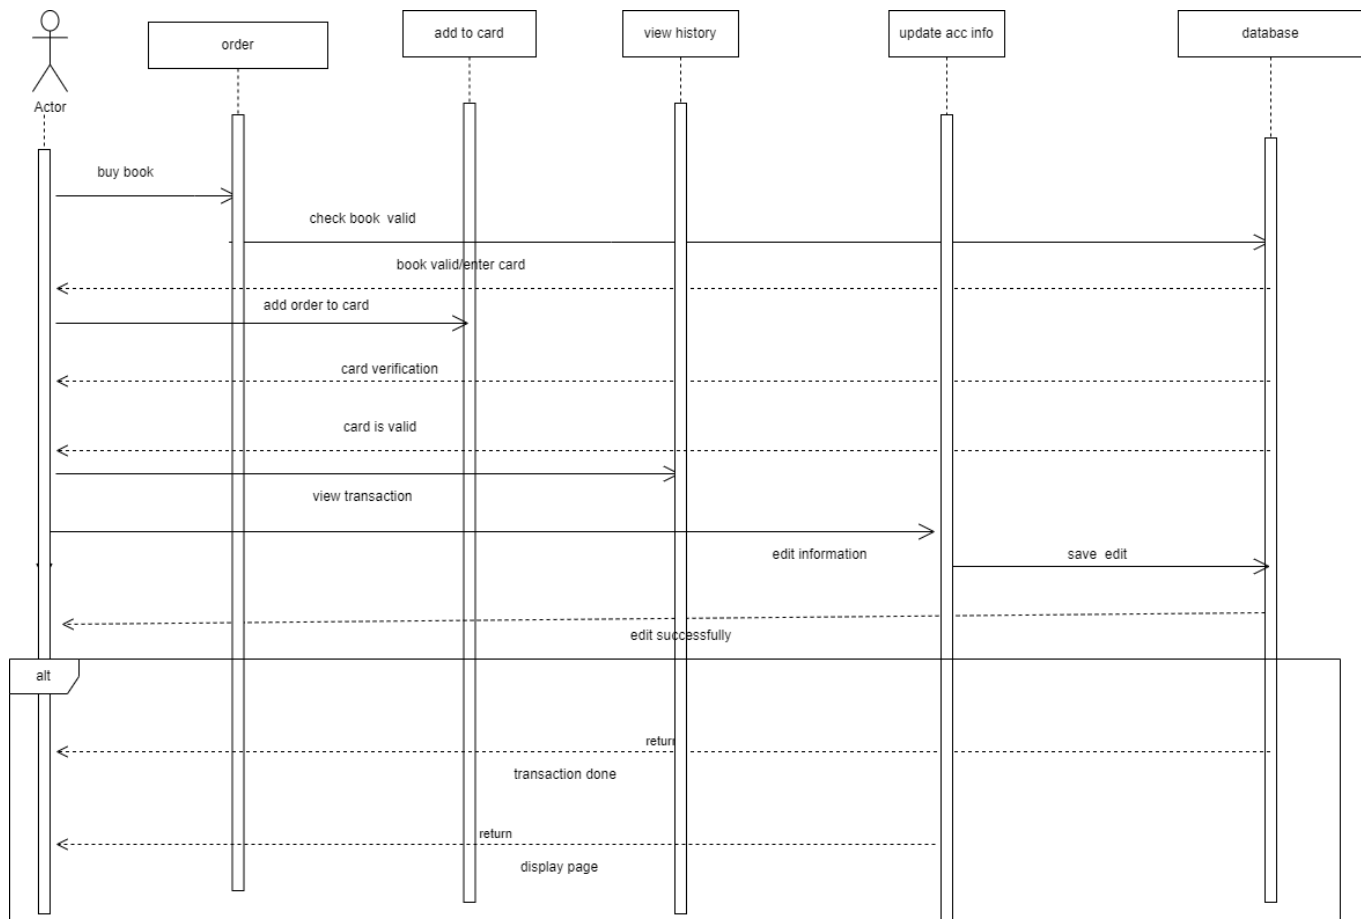 Actor
order
add to card
view history
update acc info
database
buy book
check book valid
book valid/enter card
add order to card
card verification
card is valid
view transaction
edit information
save edit
edit successfully
alt
return
transaction done
return
display page